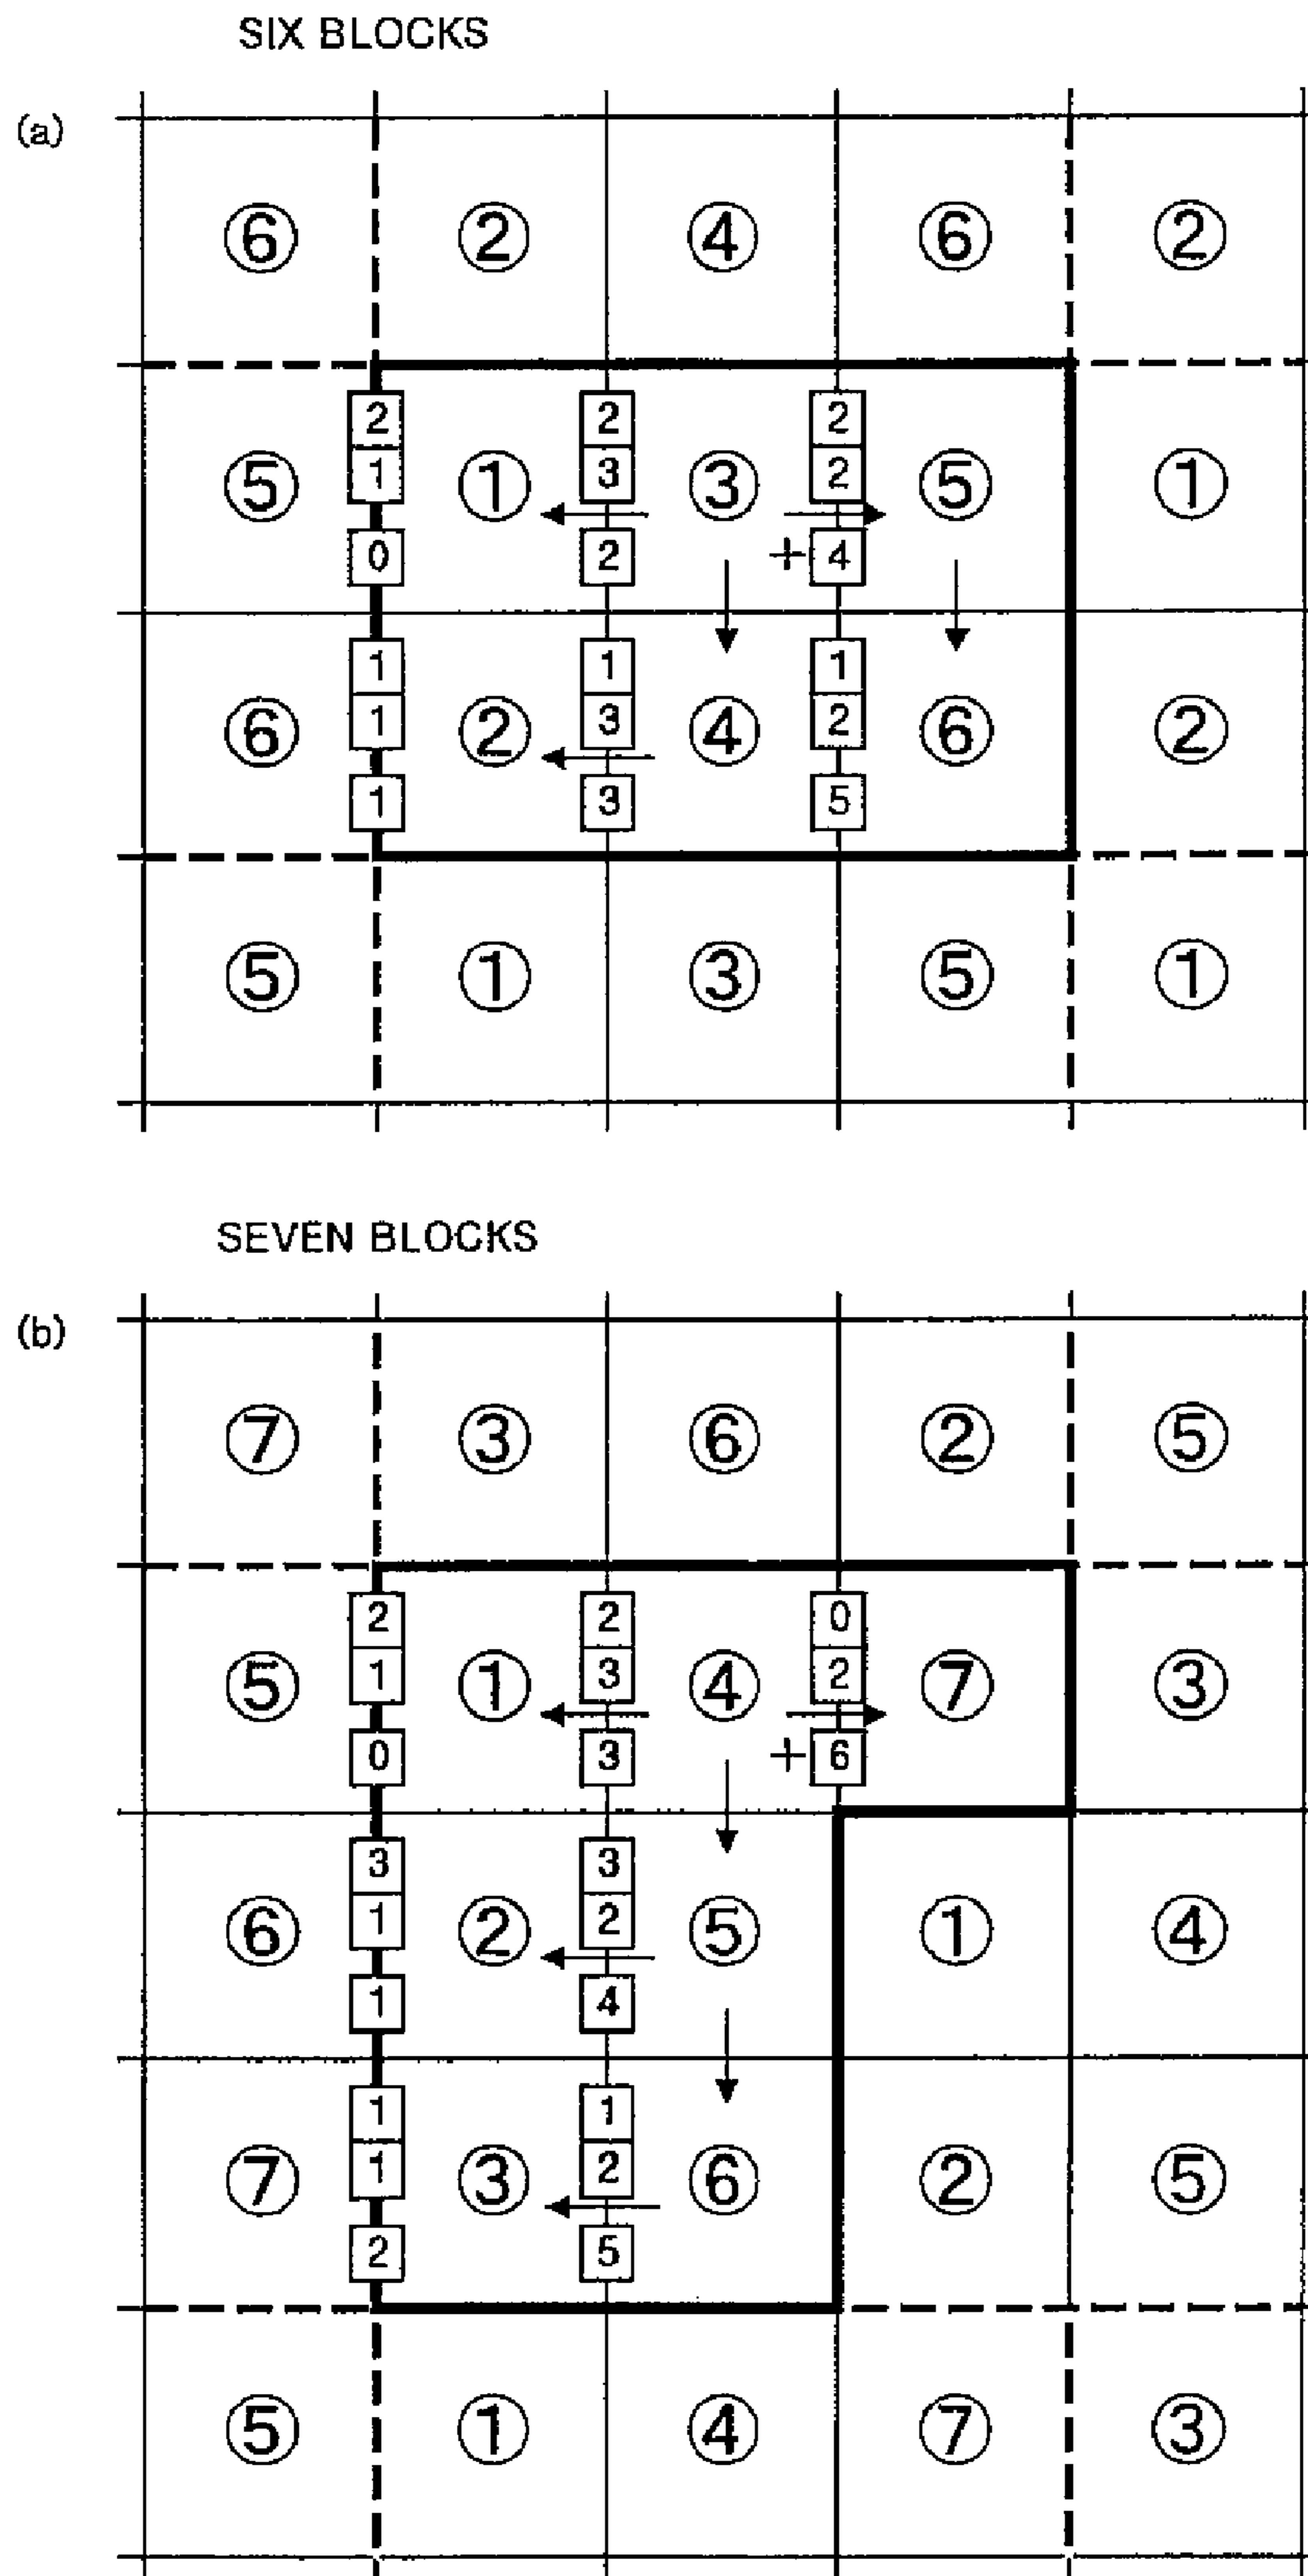 SIX BLOCKS
(a)
⑥ ② ④ ⑥ ②
2 2 2
⑤ 1 ① 3 ③ 2 ⑤ ①
0 2 + 4
1 1 1
⑥ 1 ② 3 ④ 2 ⑥ ②
1 3 5
⑤ ① ③ ⑤ ①
SEVEN BLOCKS
(b)
⑦ ③ ⑥ ② ⑤
2 2 0
⑤ 1 ① 3 ④ 2 ⑦ ③
0 3 + 6
3 3
⑥ 1 ② 2 ⑤ ① ④
1 4
1 1
⑦ 1 ③ 2 ⑥ ② ⑤
2 5
⑤ ① ④ ⑦ ③